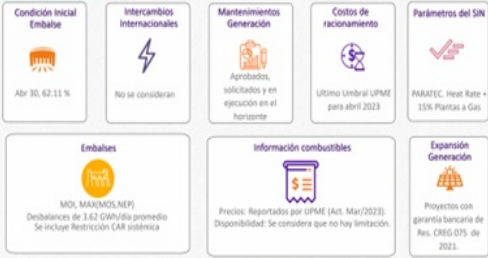 Condición Inicial
Embalse
Abr 30, 62.11 %
Intercambios
Internacionales
No se consideran
Mantenimientos
Generación
Aprobados,
solicitados y en
ejecución en el
horizonte
Costos de
racionamiento
Ultimo Umbral UPME
para abril 2023
Parámetros del SIN
PARATEC. Heat Rate +
15% Plantas a Gas
Embalses
MOI, MAX(MOS,NEP)
Desbalances de 3.62 GWh/día promedio
Se incluye Restricción CAR sistémica
Información combustibles
Precios: Reportados por UPME (Act. Mar/2023).
Disponibilidad: Se considera que no hay limitación.
Expansión
Generación
Proyectos con
garantía bancaria de
Res. CREG 075 de
2021.